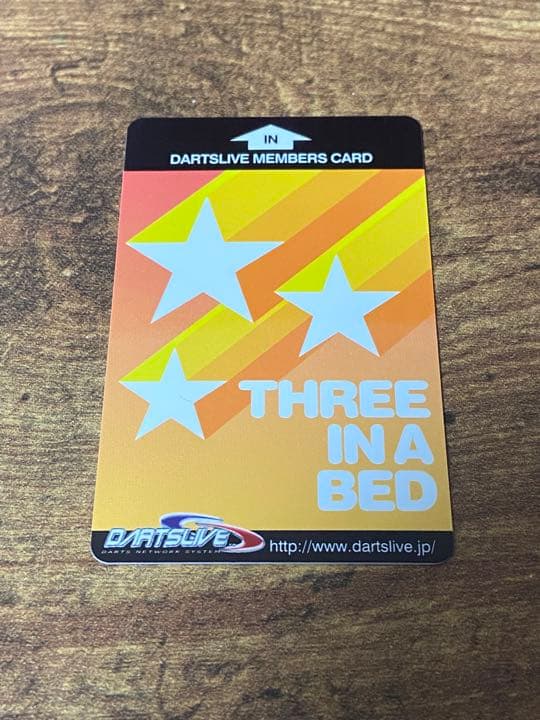 IN
DARTSLIVE MEMBERS CARD
THREE
IN A
BED
DARTSLIVE
DARTS NETWORK SYSTEM
http://www.dartslive.jp/